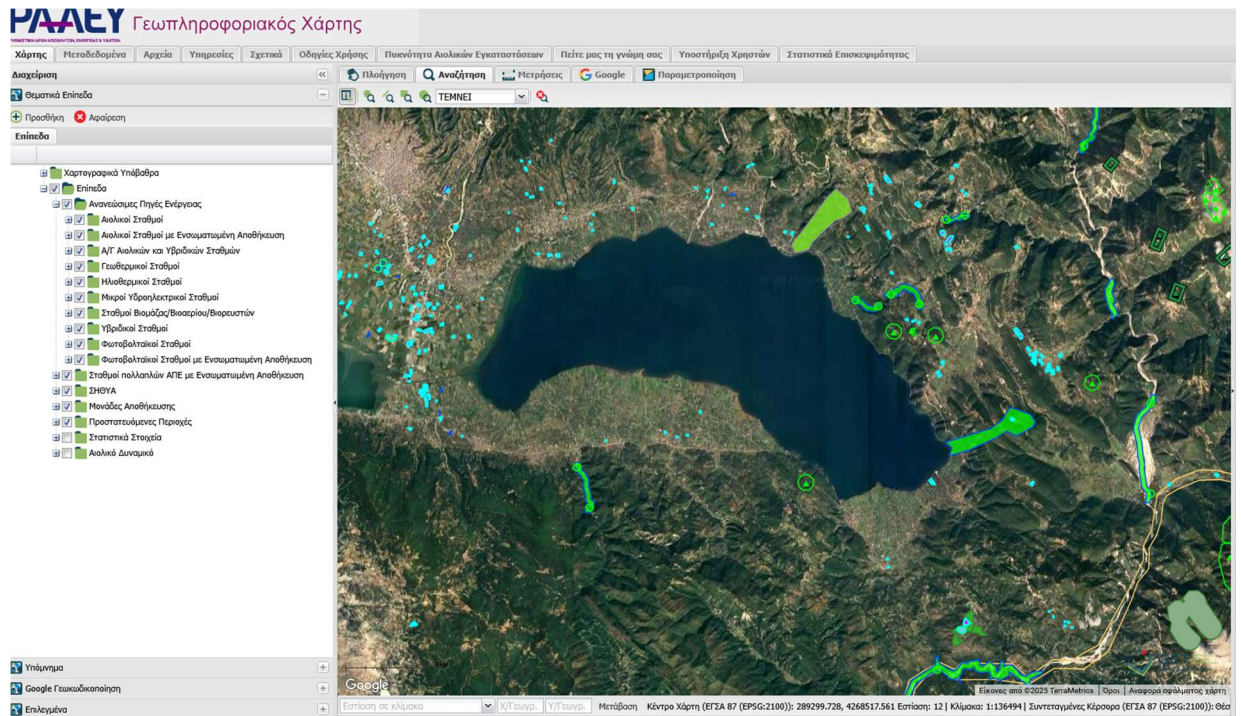 ΡΑΑΕΥ Γεωπληροφοριακός Χάρτης
ΡΥΘΜΙΣΤΙΚΗ ΑΡΧΗ ΑΠΟΒΛΗΤΩΝ, ΕΝΕΡΓΕΙΑΣ & ΥΔΑΤΩΝ
Χάρτης Μεταδεδομένα Αρχεία Υπηρεσίες Σχετικά Οδηγίες Χρήσης Πυκνότητα Αιολικών Εγκαταστάσεων Πείτε μας τη γνώμη σας Υποστήριξη Χρηστών Στατιστικά Επισκεψιμότητας
Διαχείριση
Πλοήγηση Αναζήτηση Μετρήσεις Google Παραμετροποίηση
Θεματικά Επίπεδα
ΤΕΜΝΕΙ
Προσθήκη Αφαίρεση
Επίπεδα
Χαρτογραφικά Υπόβαθρα
Επίπεδα
Ανανεώσιμες Πηγές Ενέργειας
Αιολικοί Σταθμοί
Αιολικοί Σταθμοί με Ενσωματωμένη Αποθήκευση
Α/Γ Αιολικών και Υβριδικών Σταθμών
Γεωθερμικοί Σταθμοί
Ηλιοθερμικοί Σταθμοί
Μικροί Υδροηλεκτρικοί Σταθμοί
Σταθμοί Βιομάζας/Βιοαερίου/Βιορευστών
Υβριδικοί Σταθμοί
Φωτοβολταϊκοί Σταθμοί
Φωτοβολταϊκοί Σταθμοί με Ενσωματωμένη Αποθήκευση
Σταθμοί πολλαπλών ΑΠΕ με Ενσωματωμένη Αποθήκευση
ΣΗΘΥΑ
Μονάδες Αποθήκευσης
Προστατευόμενες Περιοχές
Στατιστικά Στοιχεία
Αιολικό Δυναμικό
Υπόμνημα
Google Γεωκωδικοποίηση
Επιλεγμένα
Google
Εικόνες από ©2025 TerraMetrics Όροι Αναφορά σφάλματος χάρτη
Εστίαση σε κλίμακα Χ/Γεωγρ. Υ/Γεωγρ. Μετάβαση Κέντρο Χάρτη (ΕΓΣΑ 87 (EPSG:2100)): 289299.728, 4268517.561 Εστίαση: 12 | Κλίμακα: 1:136494 | Συντεταγμένες Κέρσορα (ΕΓΣΑ 87 (EPSG:2100)): Θέσ